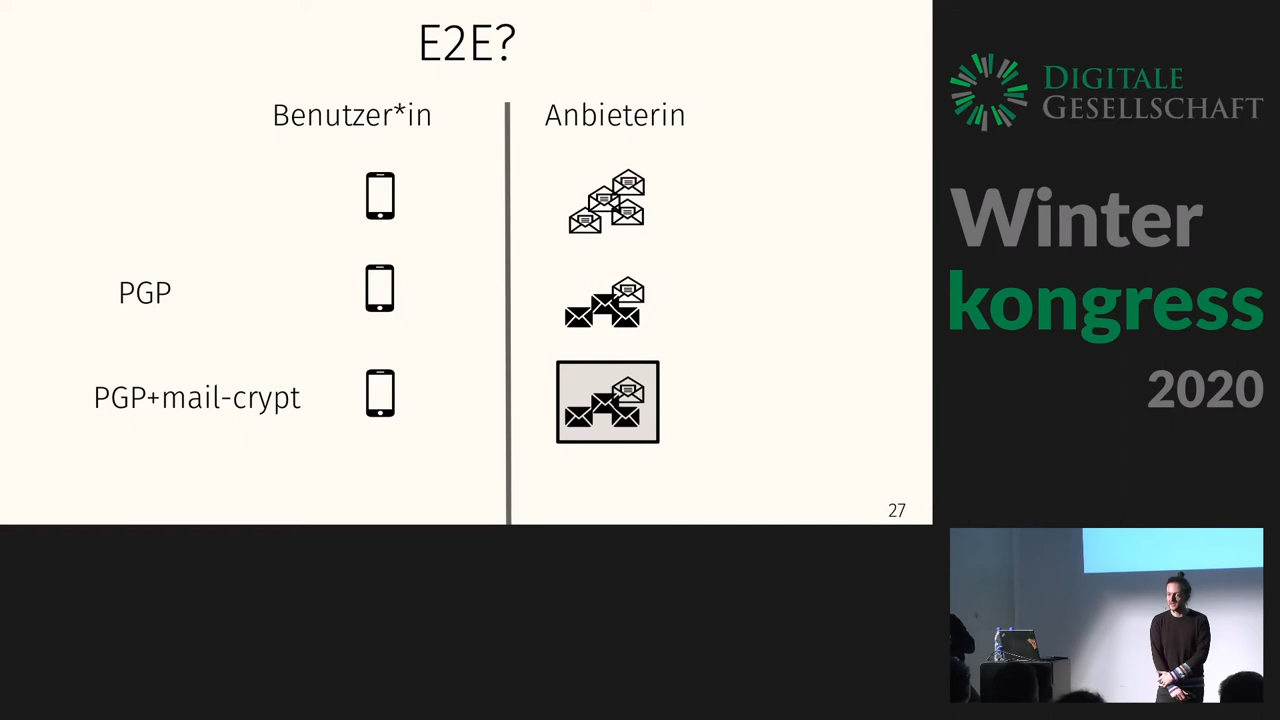 E2E?
Benutzer*in
Anbieterin
PGP
PGP+mail-crypt
27
DIGITALE
GESELLSCHAFT
Winter
kongress
2020